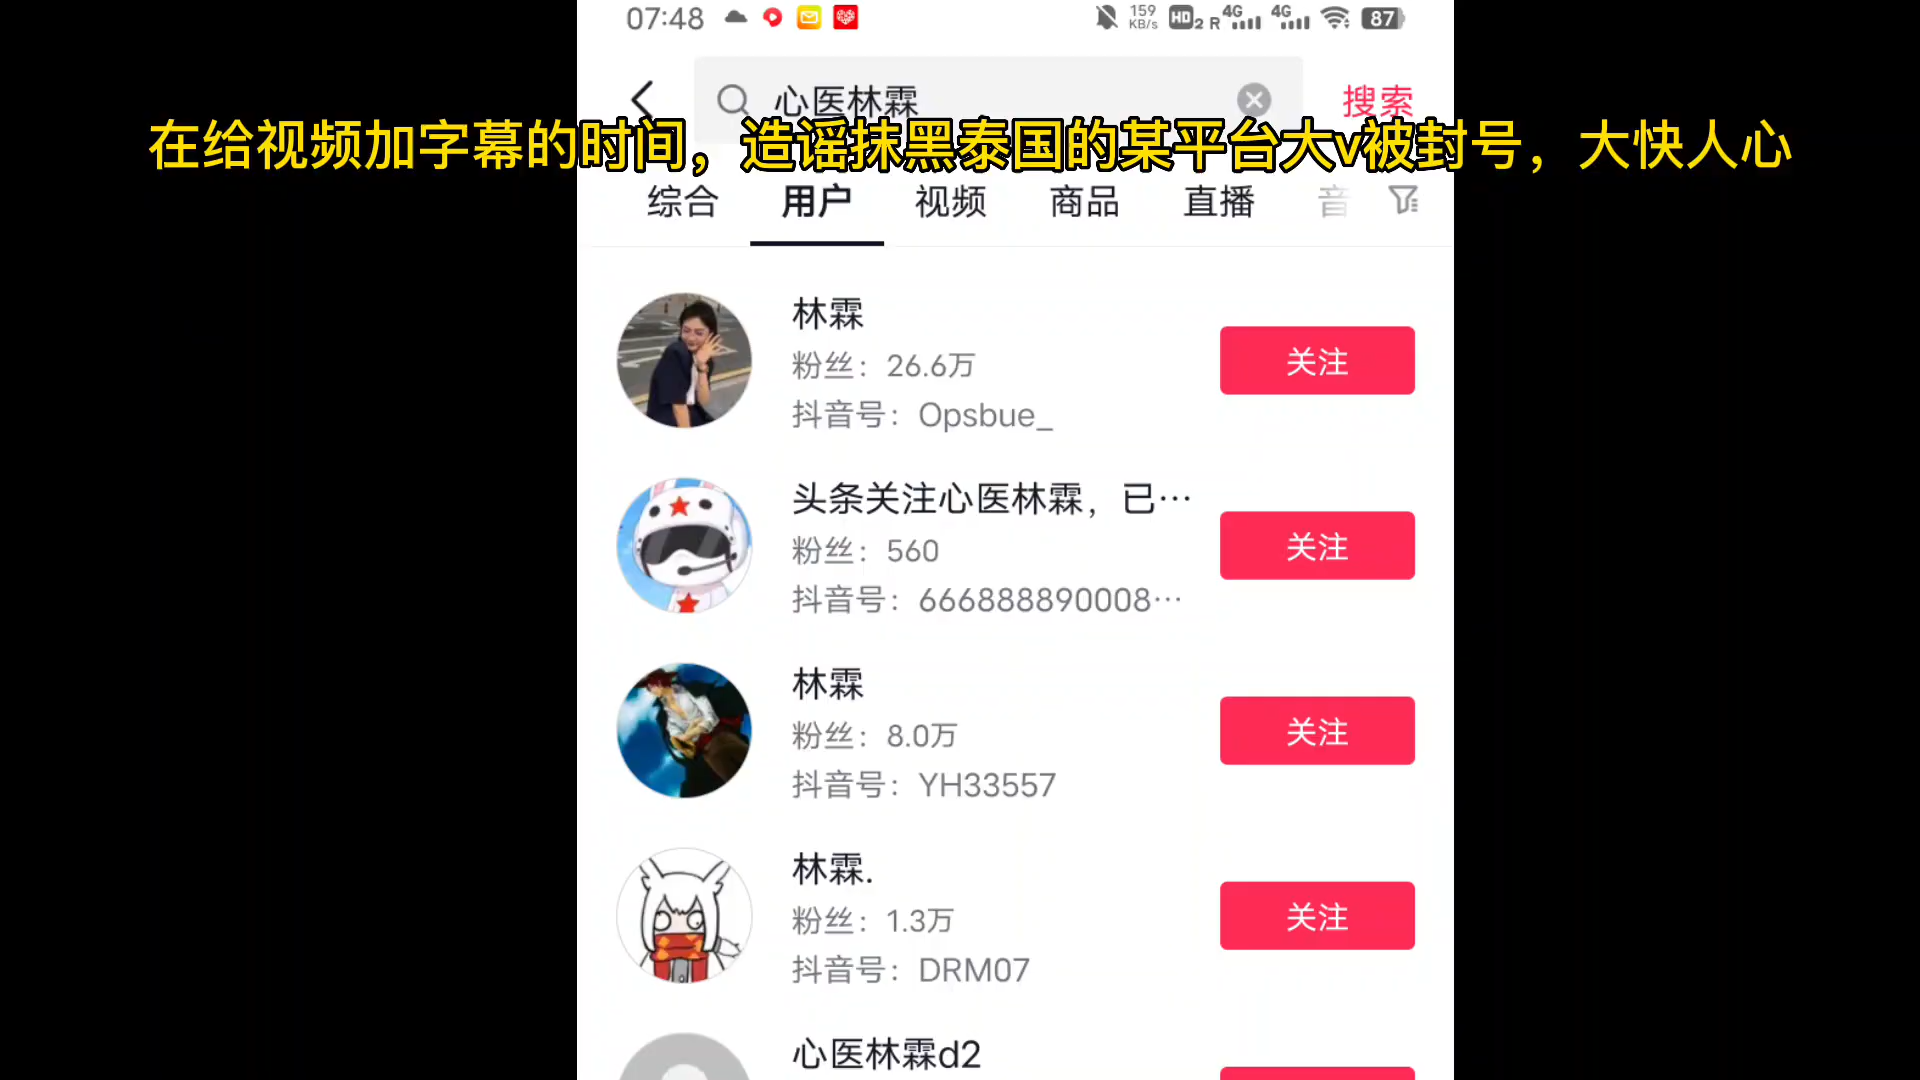 07:48
159 KB/s HD2 R 4G 4G 87
心医林霖
搜索
在给视频加字幕的时间，造谣抹黑泰国的某平台大v被封号，大快人心
综合 用户 视频 商品 直播 音
林霖
粉丝：26.6万
抖音号：Opsbue_
关注
头条关注心医林霖，已…
粉丝：560
抖音号：666888890008…
关注
林霖
粉丝：8.0万
抖音号：YH33557
关注
林霖.
粉丝：1.3万
抖音号：DRM07
关注
心医林霖d2